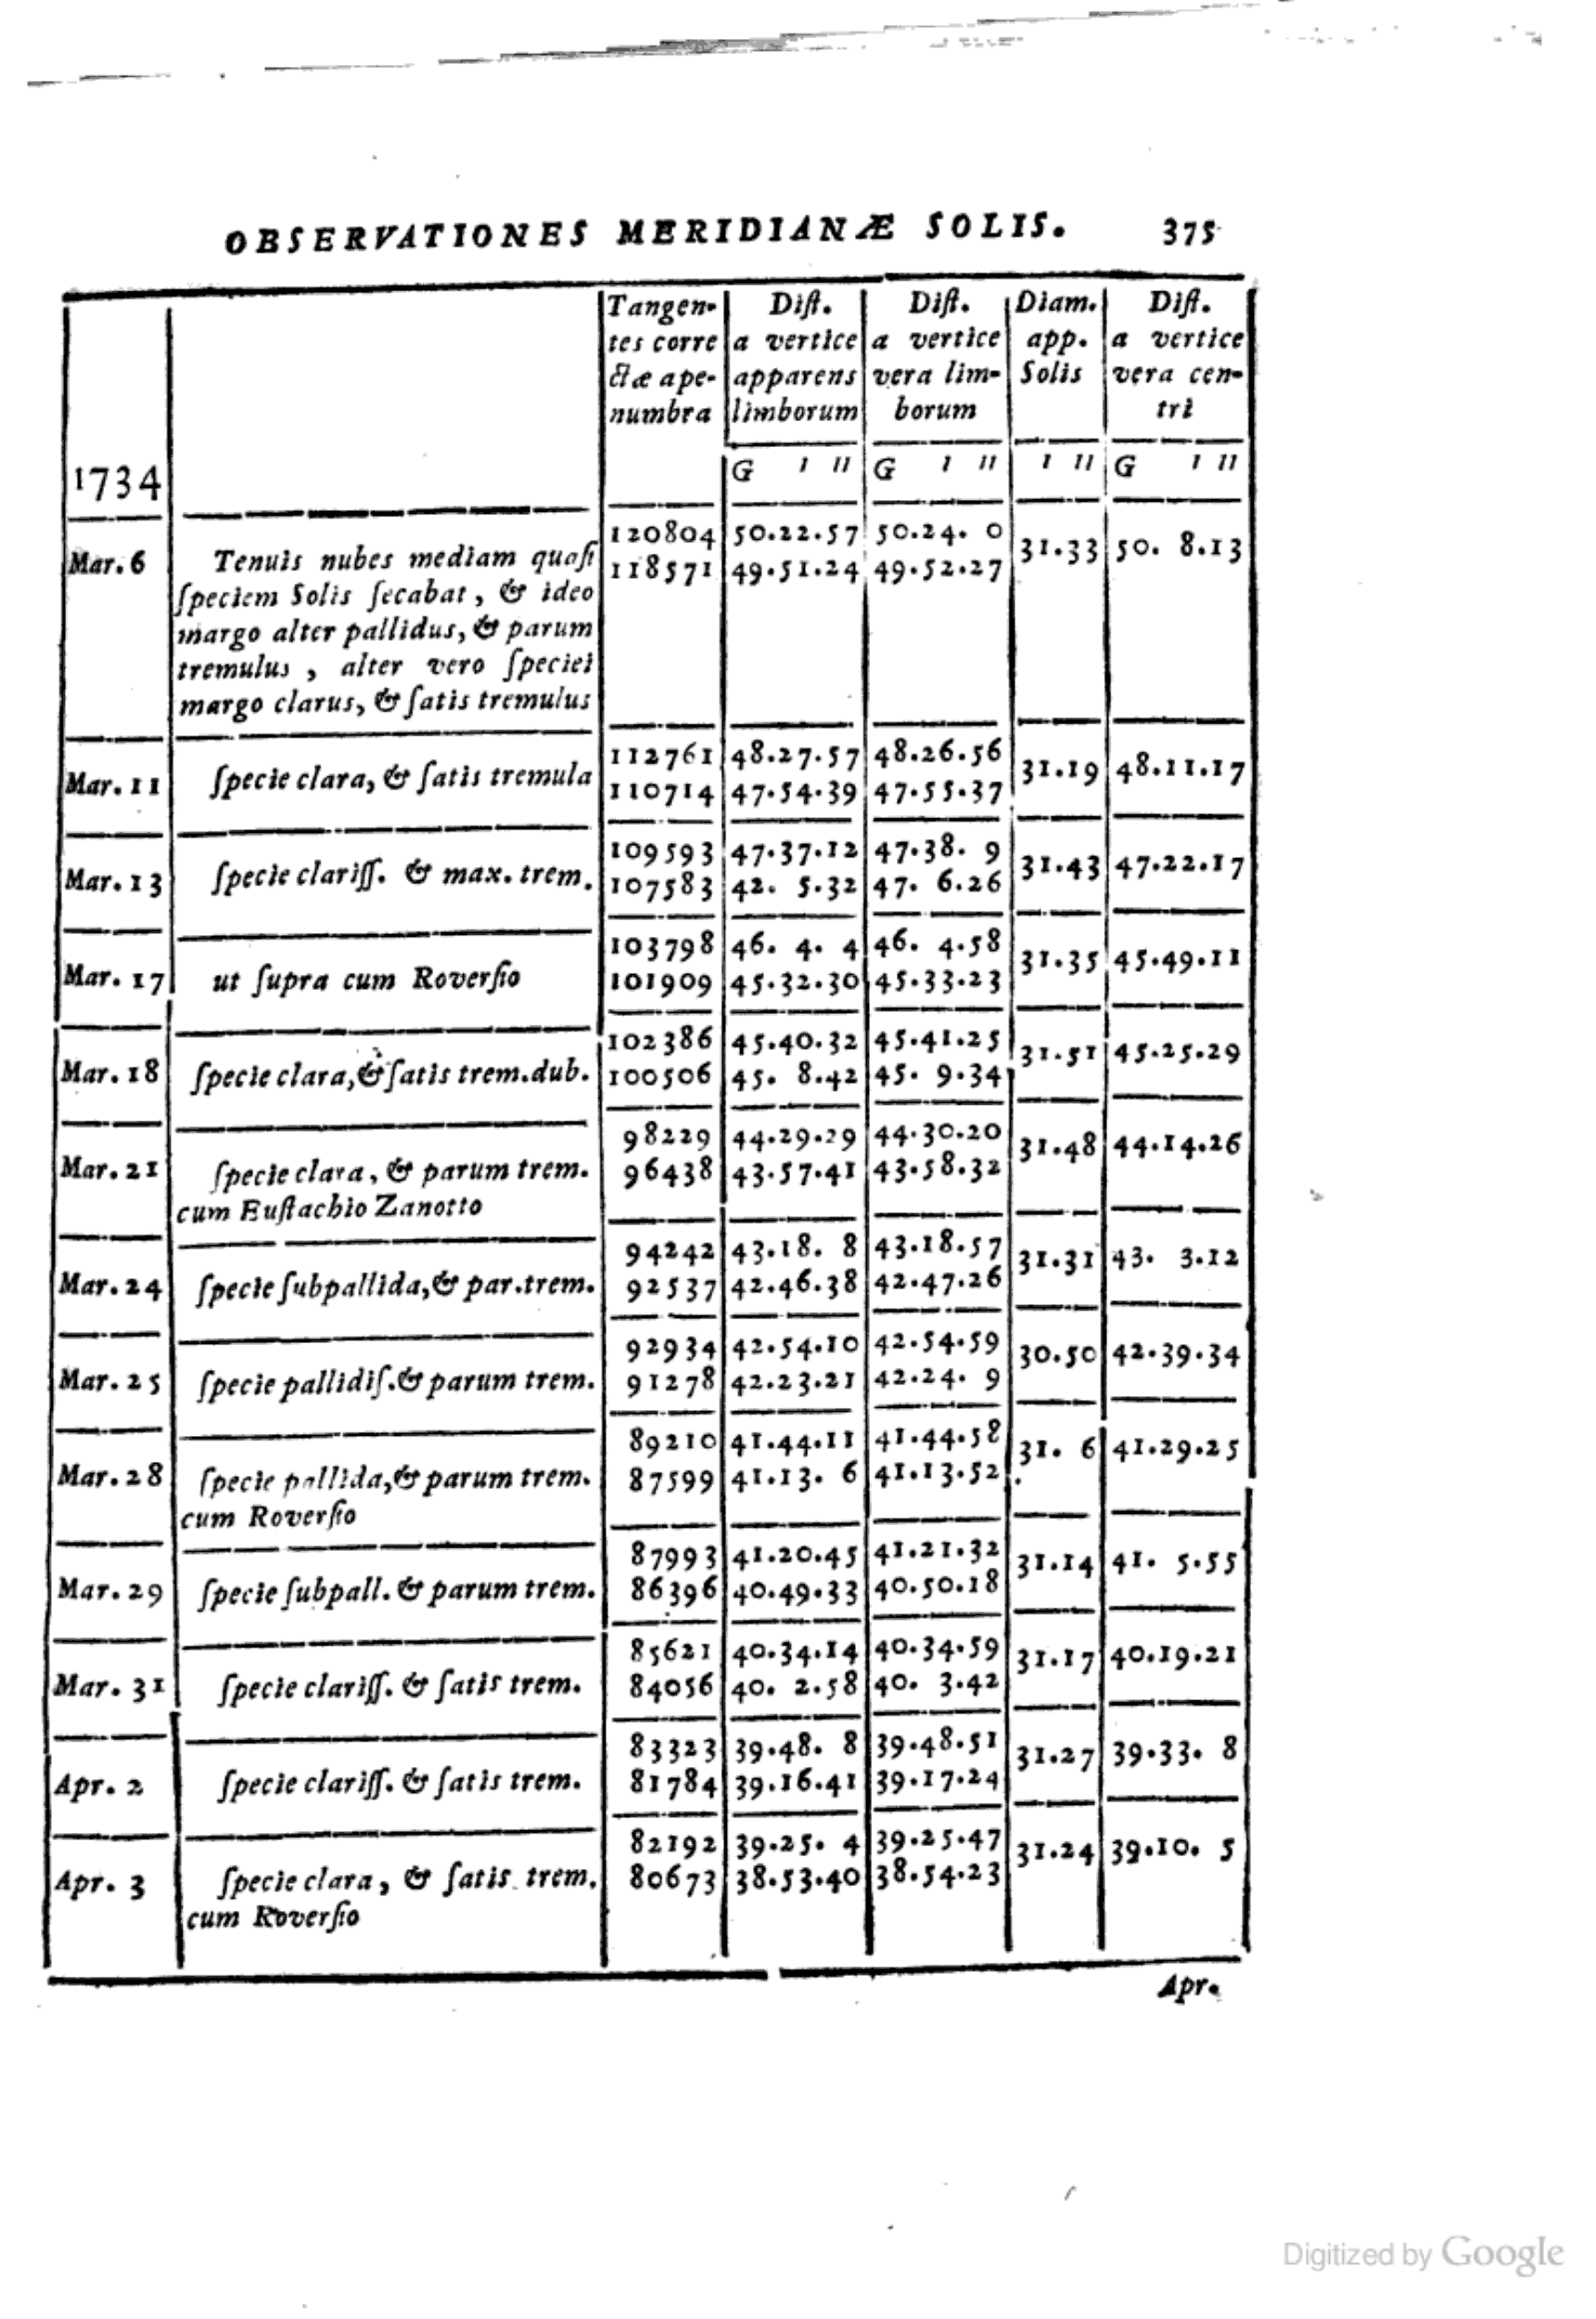 OBSERVATIONES MERIDIANÆ SOLIS. 375
1734
Tangen-
tes corre
ctæ ape-
numbra
Dist.
a vertice
apparens
limborum
G I II
Dist.
a vertice
vera lim-
borum
G I II
Diam.
app.
Solis
I II
Dist.
a vertice
vera cen-
tri
G I II
Mar. 6 Tenuis nubes mediam quasi
ſpeciem Solis ſecabat, & ideo
margo alter pallidus, & parum
tremulus, alter vero ſpeciei
margo clarus, & ſatis tremulus
120804 50.22.57 50.24. 0 31.33 50. 8.13
118571 49.51.24 49.52.27
Mar. 11 ſpecie clara, & ſatis tremula
112761 48.27.57 48.26.56 31.19 48.11.17
110714 47.54.39 47.55.37
Mar. 13 ſpecie clariſſ. & max. trem.
109593 47.37.12 47.38. 9 31.43 47.22.17
107583 42. 5.32 47. 6.26
Mar. 17 ut ſupra cum Roverſio
103798 46. 4. 4 46. 4.58 31.35 45.49.11
101909 45.32.30 45.33.23
Mar. 18 ſpecie clara, & ſatis trem. dub.
102386 45.40.32 45.41.25 31.51 45.25.29
100506 45. 8.42 45. 9.34
Mar. 21 ſpecie clara, & parum trem.
cum Euſtachio Zanotto
98229 44.29.29 44.30.20 31.48 44.14.26
96438 43.57.41 43.58.32
Mar. 24 ſpecie ſubpallida, & par. trem.
94242 43.18. 8 43.18.57 31.31 43. 3.12
92537 42.46.38 42.47.26
Mar. 25 ſpecie pallidiſ. & parum trem.
92934 42.54.10 42.54.59 30.50 42.39.34
91278 42.23.21 42.24. 9
Mar. 28 ſpecie pallida, & parum trem.
cum Roverſio
89210 41.44.11 41.44.58 31. 6 41.29.25
87599 41.13. 6 41.13.52
Mar. 29 ſpecie ſubpall. & parum trem.
87993 41.20.45 41.21.32 31.14 41. 5.55
86396 40.49.33 40.50.18
Mar. 31 ſpecie clariſſ. & ſatis trem.
85621 40.34.14 40.34.59 31.17 40.19.21
84056 40. 2.58 40. 3.42
Apr. 2 ſpecie clariſſ. & ſatis trem.
83323 39.48. 8 39.48.51 31.27 39.33. 8
81784 39.16.41 39.17.24
Apr. 3 ſpecie clara, & ſatis trem.
cum Roverſio
82192 39.25. 4 39.25.47 31.24 39.10. 5
80673 38.53.40 38.54.23
Apr.
Digitized by Google